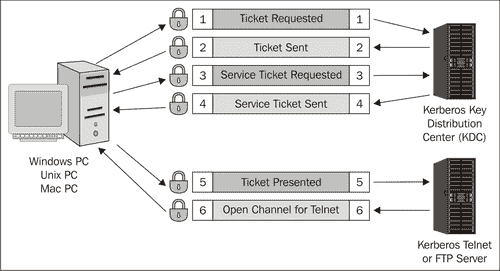 1 Ticket Requested 1
2 Ticket Sent 2
3 Service Ticket Requested 3
4 Service Ticket Sent 4
Kerberos Key
Distribution
Center (KDC)
Windows PC
Unix PC
Mac PC
5 Ticket Presented 5
6 Open Channel for Telnet 6
Kerberos Telnet
or FTP Server